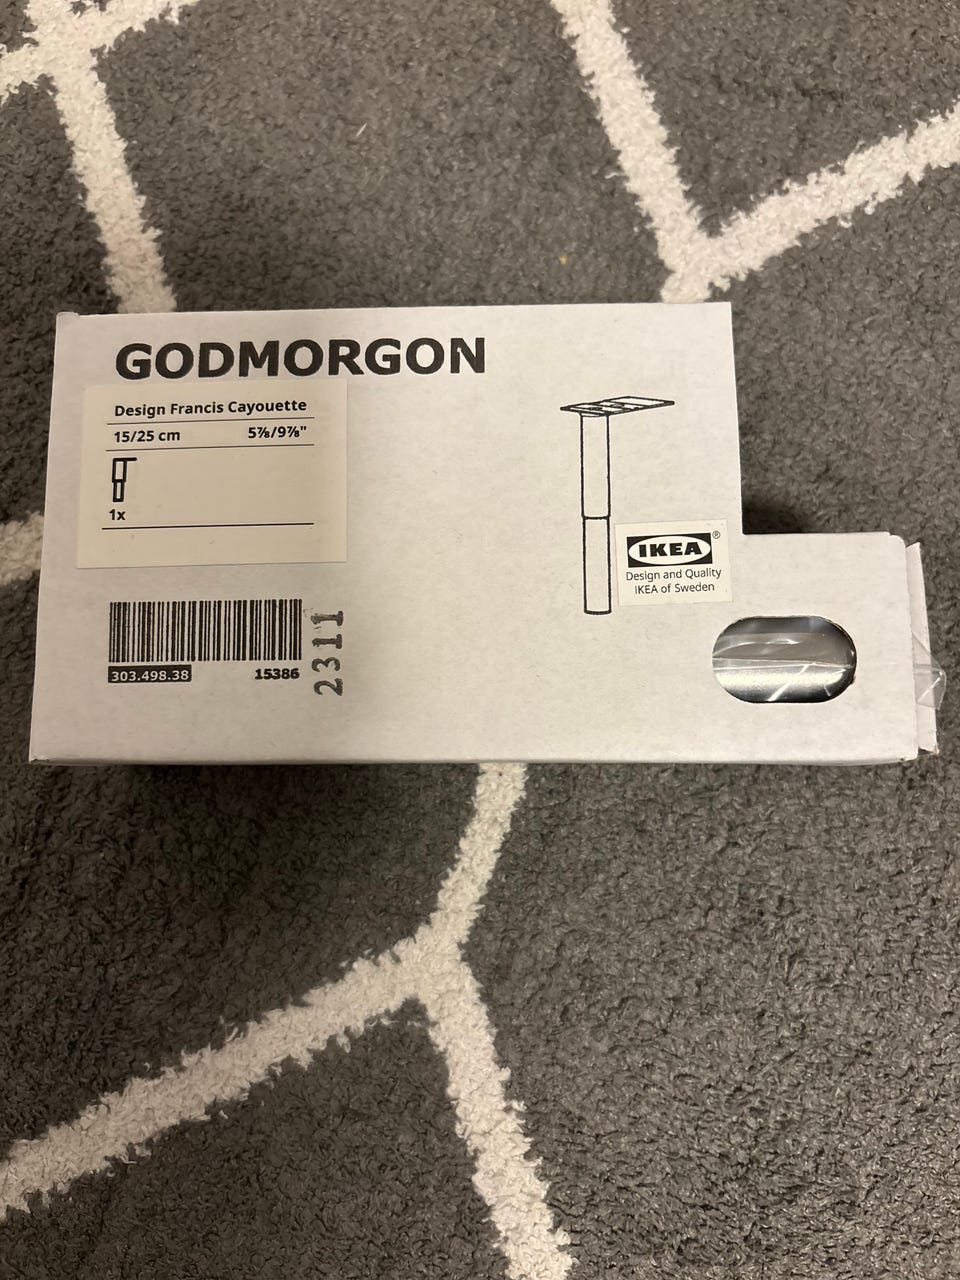 GODMORGON
Design Francis Cayouette
15/25 cm 5⅞/9⅞"
1x
IKEA®
Design and Quality
IKEA of Sweden
303.498.38 15386
2311